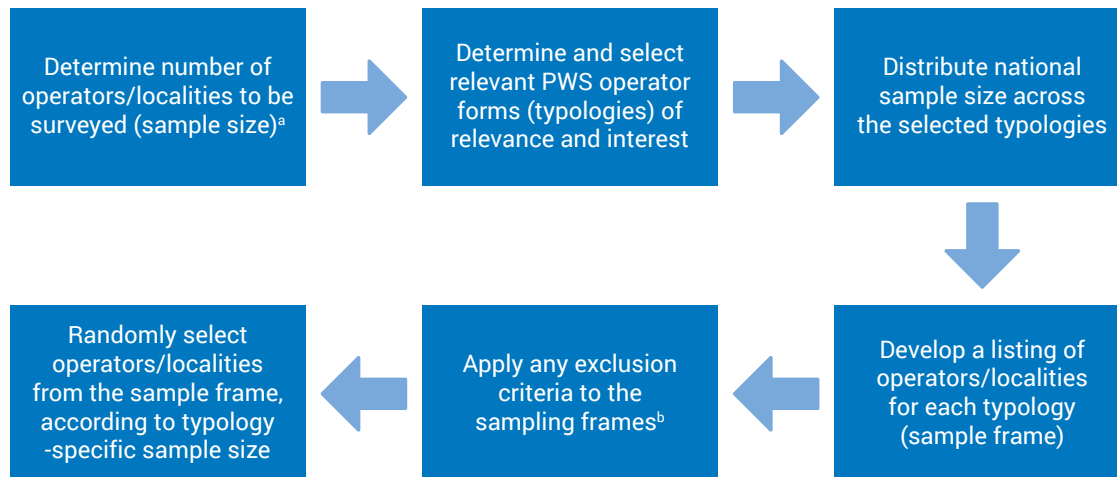 Determine number of
operators/localities to be
surveyed (sample size)ᵃ
Determine and select
relevant PWS operator
forms (typologies) of
relevance and interest
Distribute national
sample size across
the selected typologies
Develop a listing of
operators/localities
for each typology
(sample frame)
Apply any exclusion
criteria to the
sampling framesᵇ
Randomly select
operators/localities
from the sample frame,
according to typology
-specific sample size